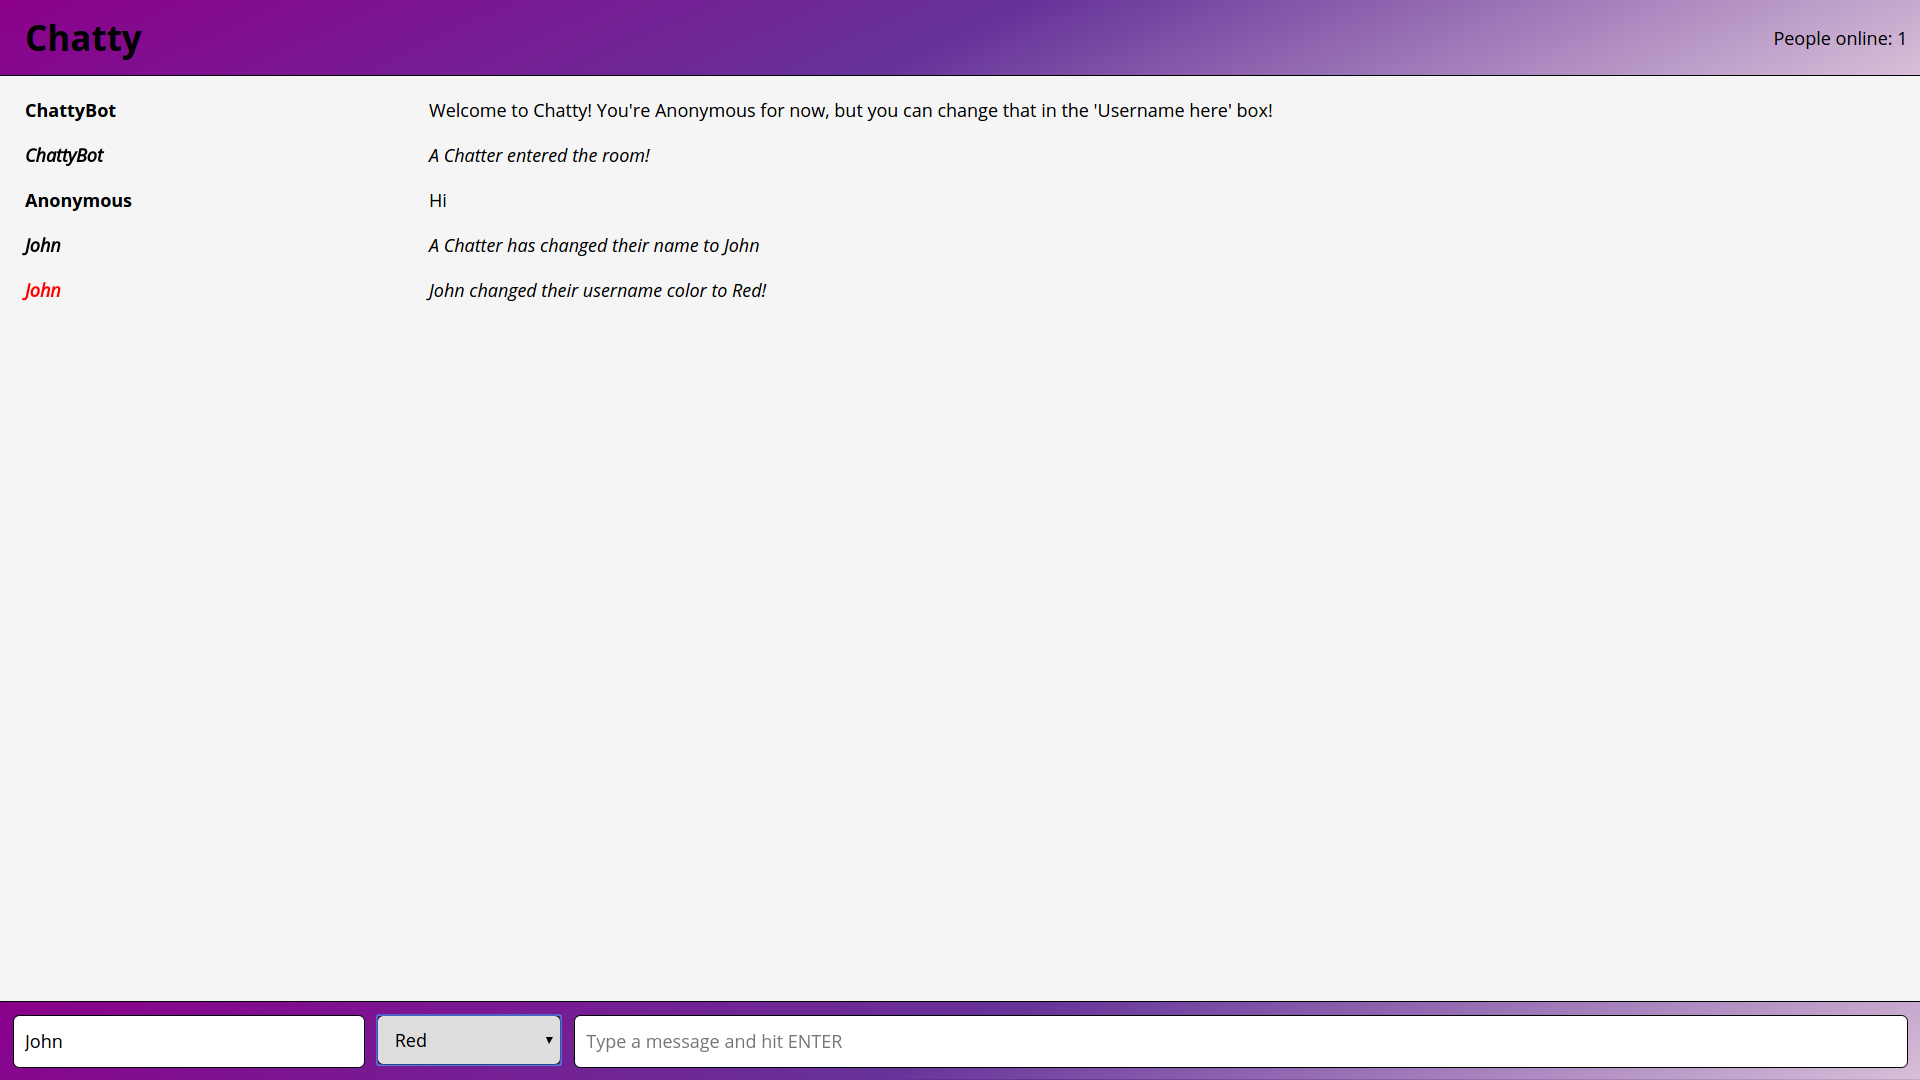 Chatty
People online: 1
ChattyBot Welcome to Chatty! You're Anonymous for now, but you can change that in the 'Username here' box!
ChattyBot A Chatter entered the room!
Anonymous Hi
John A Chatter has changed their name to John
John John changed their username color to Red!
John Red Type a message and hit ENTER